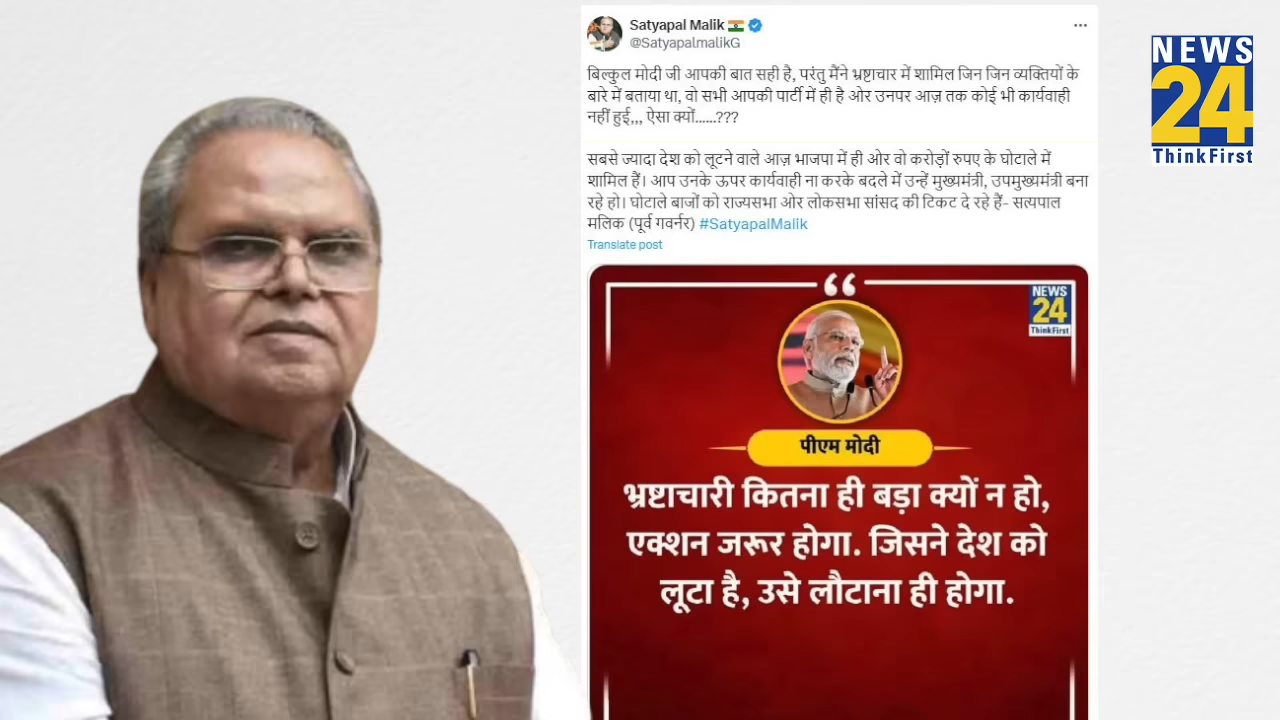 Satyapal Malik
@SatyapalmalikG
बिल्कुल मोदी जी आपकी बात सही है, परंतु मैंने भ्रष्टाचार में शामिल जिन जिन व्यक्तियों के
बारे में बताया था, वो सभी आपकी पार्टी में ही है ओर उनपर आज़ तक कोई भी कार्यवाही
नहीं हुई,,, ऐसा क्यों......???
सबसे ज्यादा देश को लूटने वाले आज़ भाजपा में ही ओर वो करोड़ों रुपए के घोटाले में
शामिल हैं। आप उनके ऊपर कार्यवाही ना करके बदले में उन्हें मुख्यमंत्री, उपमुख्यमंत्री बना
रहे हो। घोटाले बाजों को राज्यसभा ओर लोकसभा सांसद की टिकट दे रहे हैं- सत्यपाल
मलिक (पूर्व गवर्नर) #SatyapalMalik
Translate post
NEWS
24
ThinkFirst
पीएम मोदी
भ्रष्टाचारी कितना ही बड़ा क्यों न हो,
एक्शन जरूर होगा. जिसने देश को
लूटा है, उसे लौटाना ही होगा.
NEWS
24
ThinkFirst